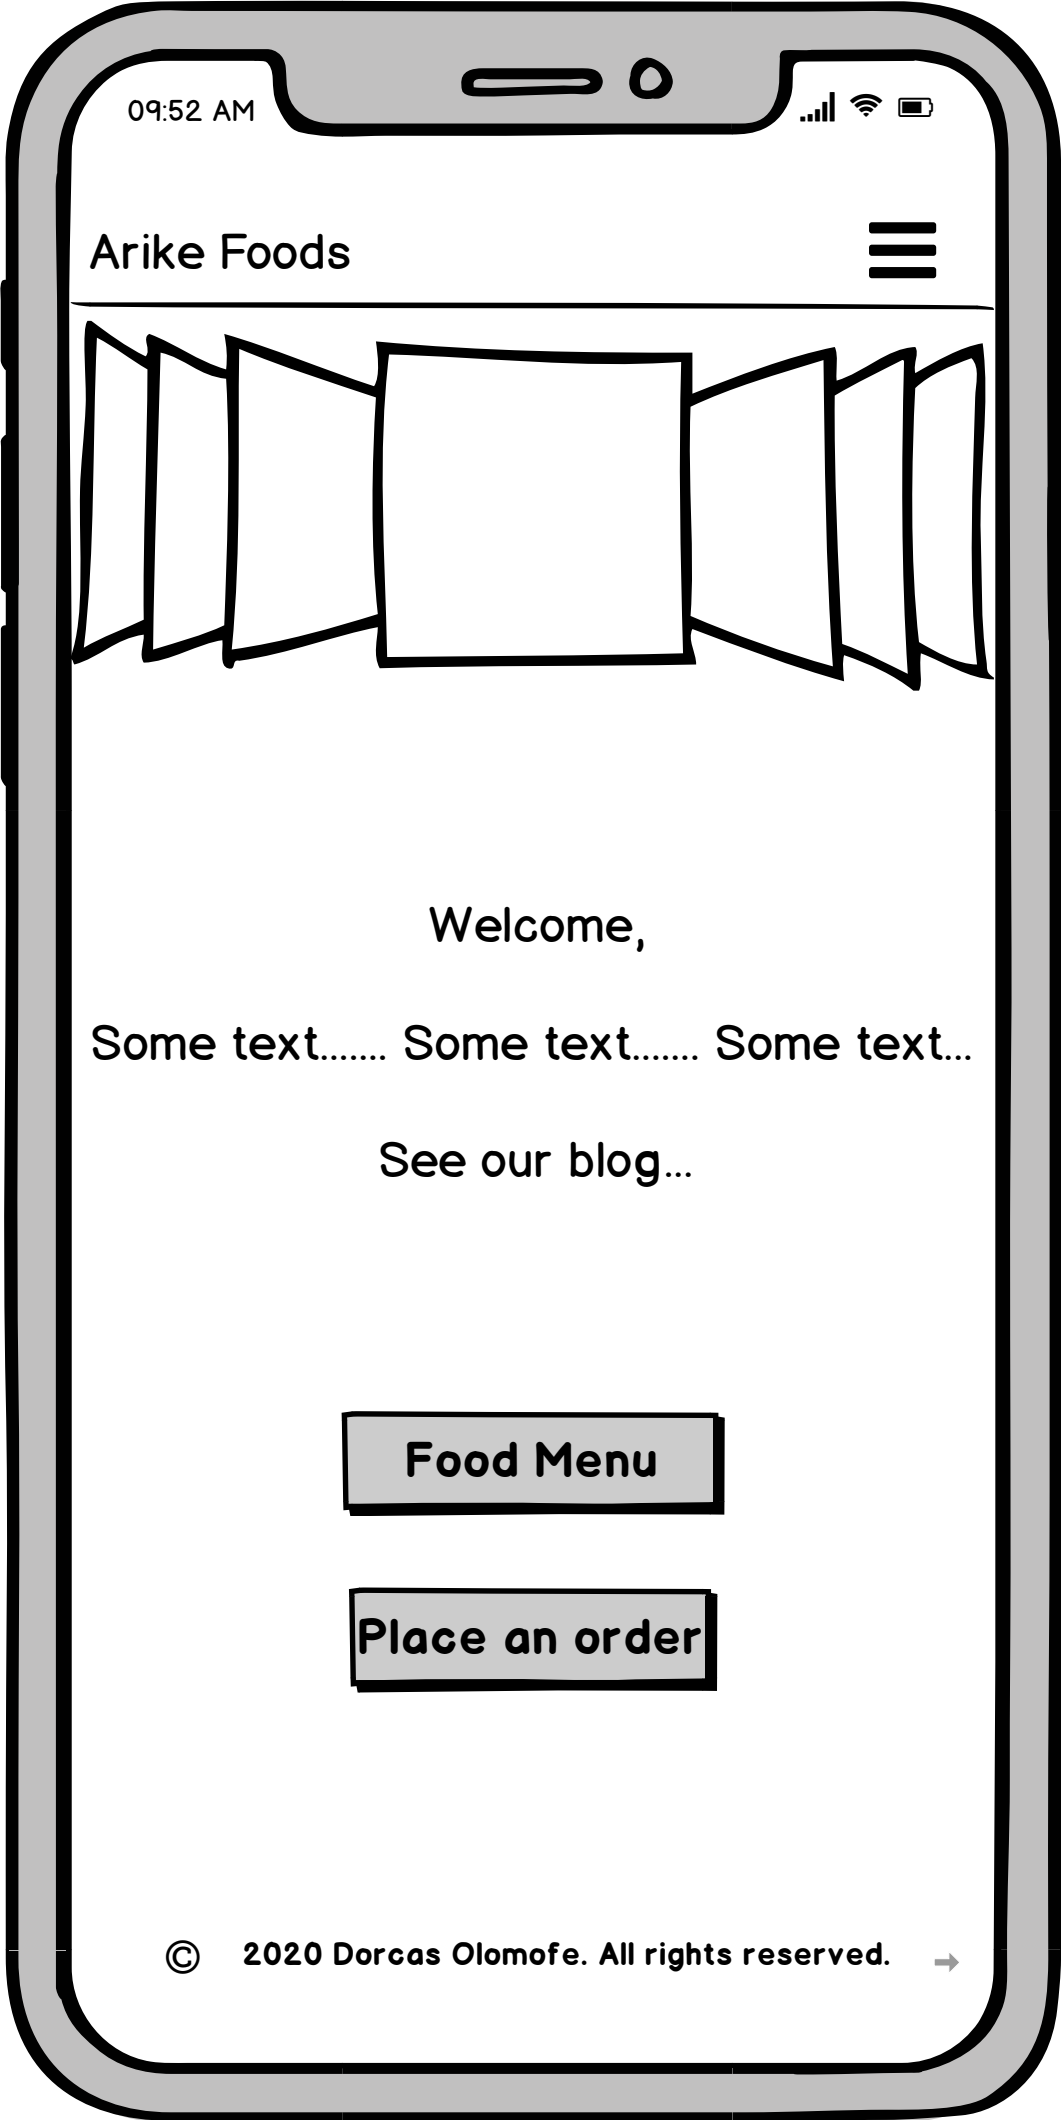 09:52 AM
Arike Foods
Welcome,
Some text....... Some text....... Some text...
See our blog...
Food Menu
Place an order
© 2020 Dorcas Olomofe. All rights reserved.